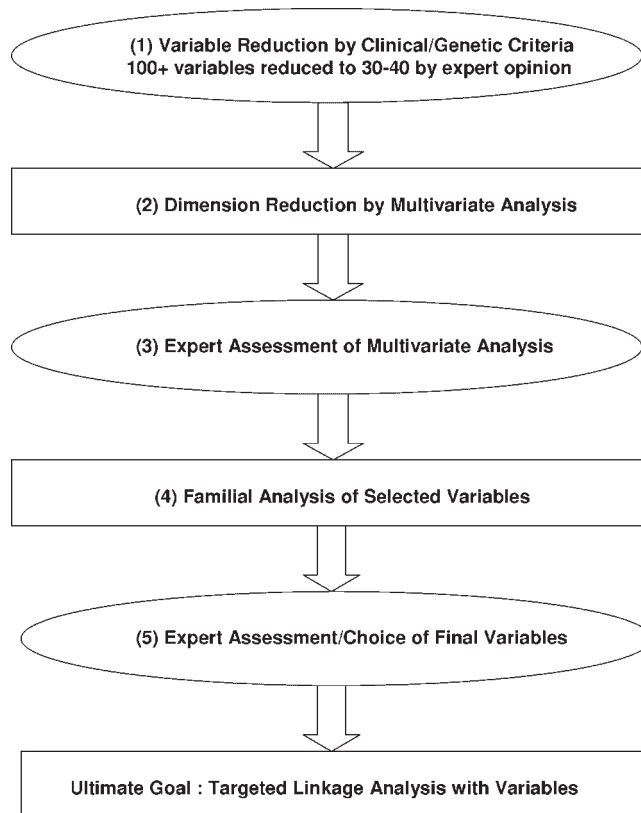 (1) Variable Reduction by Clinical/Genetic Criteria
100+ variables reduced to 30-40 by expert opinion
(2) Dimension Reduction by Multivariate Analysis
(3) Expert Assessment of Multivariate Analysis
(4) Familial Analysis of Selected Variables
(5) Expert Assessment/Choice of Final Variables
Ultimate Goal : Targeted Linkage Analysis with Variables